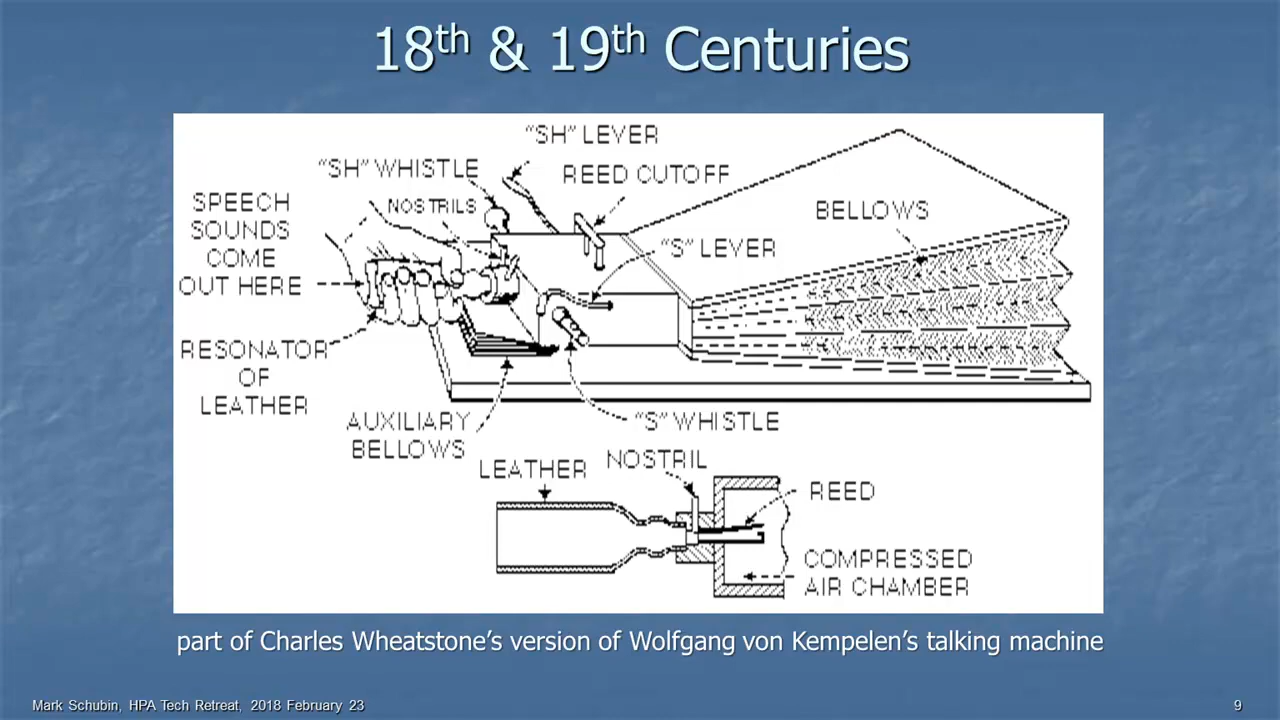 18th & 19th Centuries
“SH” LEVER
“SH” WHISTLE
REED CUTOFF
NOSTRILS
SPEECH
SOUNDS
COME
OUT HERE
BELLOWS
“S” LEVER
RESONATOR
OF
LEATHER
AUXILIARY
BELLOWS
“S” WHISTLE
LEATHER
NOSTRIL
REED
COMPRESSED
AIR CHAMBER
part of Charles Wheatstone’s version of Wolfgang von Kempelen’s talking machine
Mark Schubin, HPA Tech Retreat, 2018 February 23
9